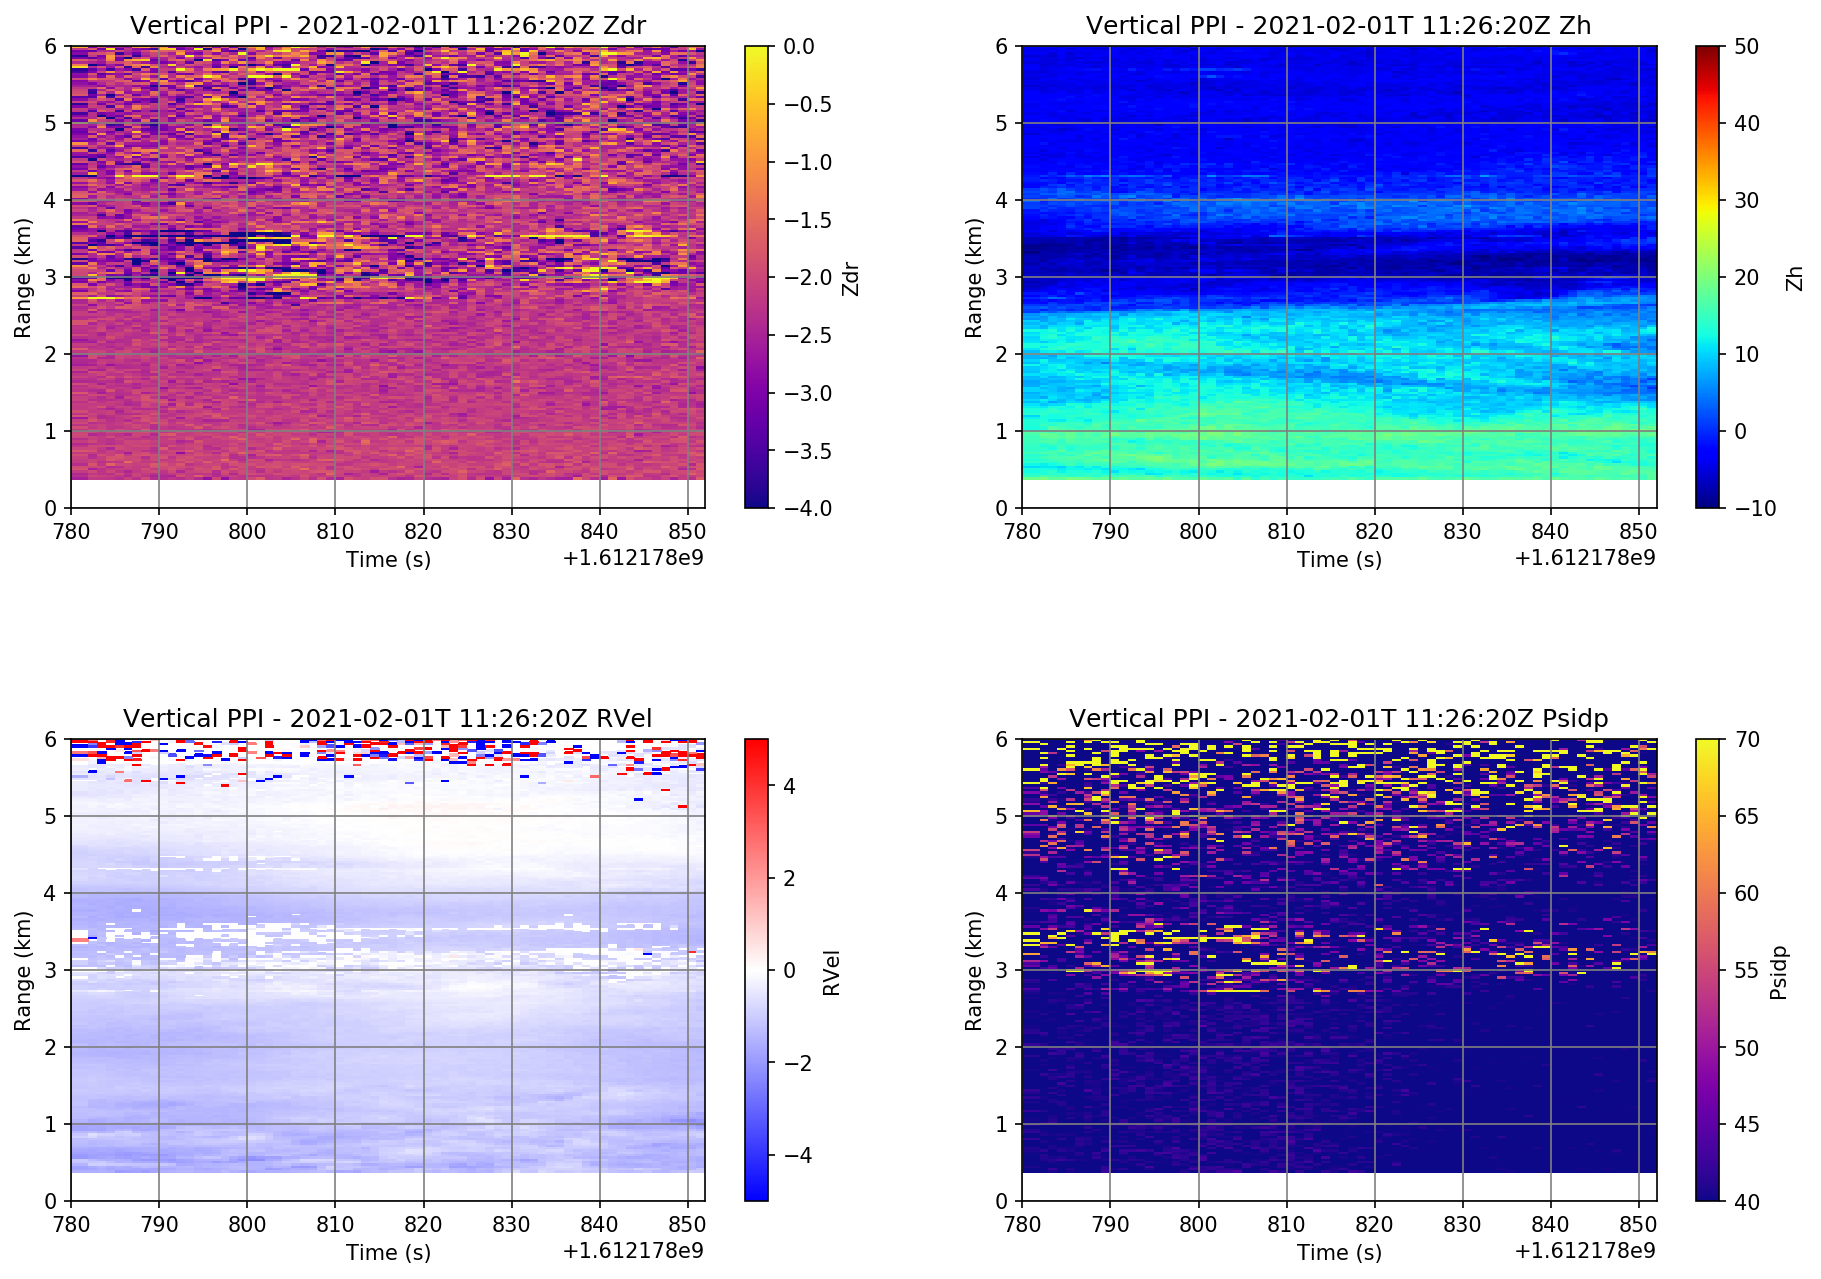 Vertical PPI - 2021-02-01T 11:26:20Z Zdr
6
5
4
3
2
1
0
Range (km)
780 790 800 810 820 830 840 850
Time (s)
+1.612178e9
0.0
−0.5
−1.0
−1.5
−2.0
−2.5
−3.0
−3.5
−4.0
Zdr
Vertical PPI - 2021-02-01T 11:26:20Z Zh
6
5
4
3
2
1
0
Range (km)
780 790 800 810 820 830 840 850
Time (s)
+1.612178e9
50
40
30
20
10
0
−10
Zh
Vertical PPI - 2021-02-01T 11:26:20Z RVel
6
5
4
3
2
1
0
Range (km)
780 790 800 810 820 830 840 850
Time (s)
+1.612178e9
4
2
0
−2
−4
RVel
Vertical PPI - 2021-02-01T 11:26:20Z Psidp
6
5
4
3
2
1
0
Range (km)
780 790 800 810 820 830 840 850
Time (s)
+1.612178e9
70
65
60
55
50
45
40
Psidp